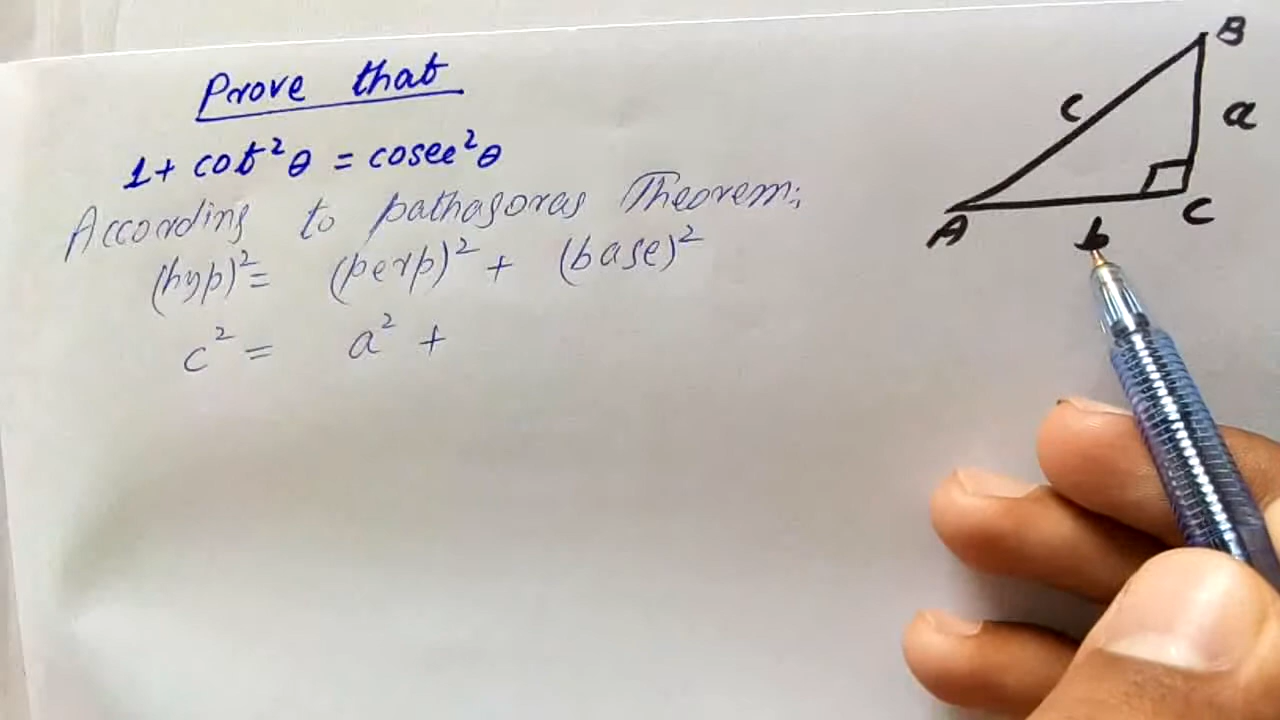 Prove that
1 + cot²θ = cosec²θ
According to pathagoras Theorem;
(hyp)² = (perp)² + (base)²
c² = a² +
B
c
a
A
b
C